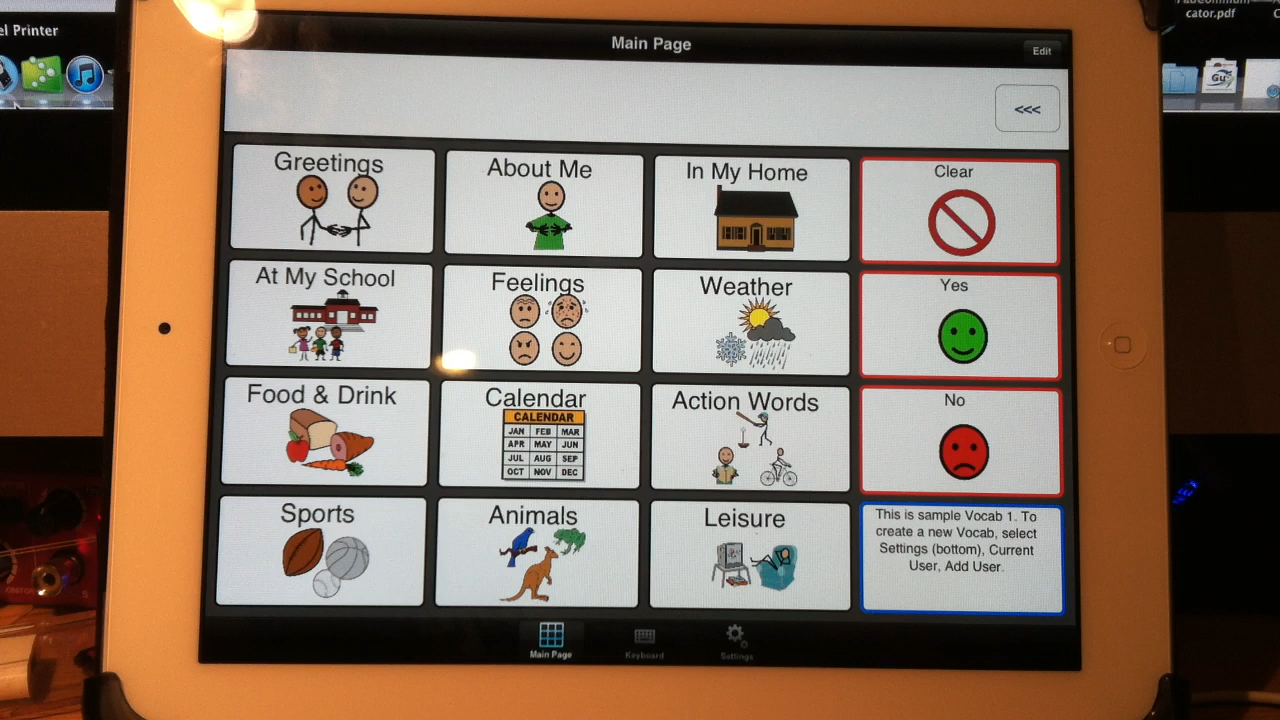 el Printer
cator.pdf
Main Page
Edit
<<<
Greetings
About Me
In My Home
Clear
At My School
Feelings
Weather
Yes
Food & Drink
Calendar
CALENDAR
JAN FEB MAR
APR MAY JUN
JUL AUG SEP
OCT NOV DEC
Action Words
No
Sports
Animals
Leisure
This is sample Vocab 1. To
create a new Vocab, select
Settings (bottom), Current
User, Add User.
Main Page
Keyboard
Settings
Gu